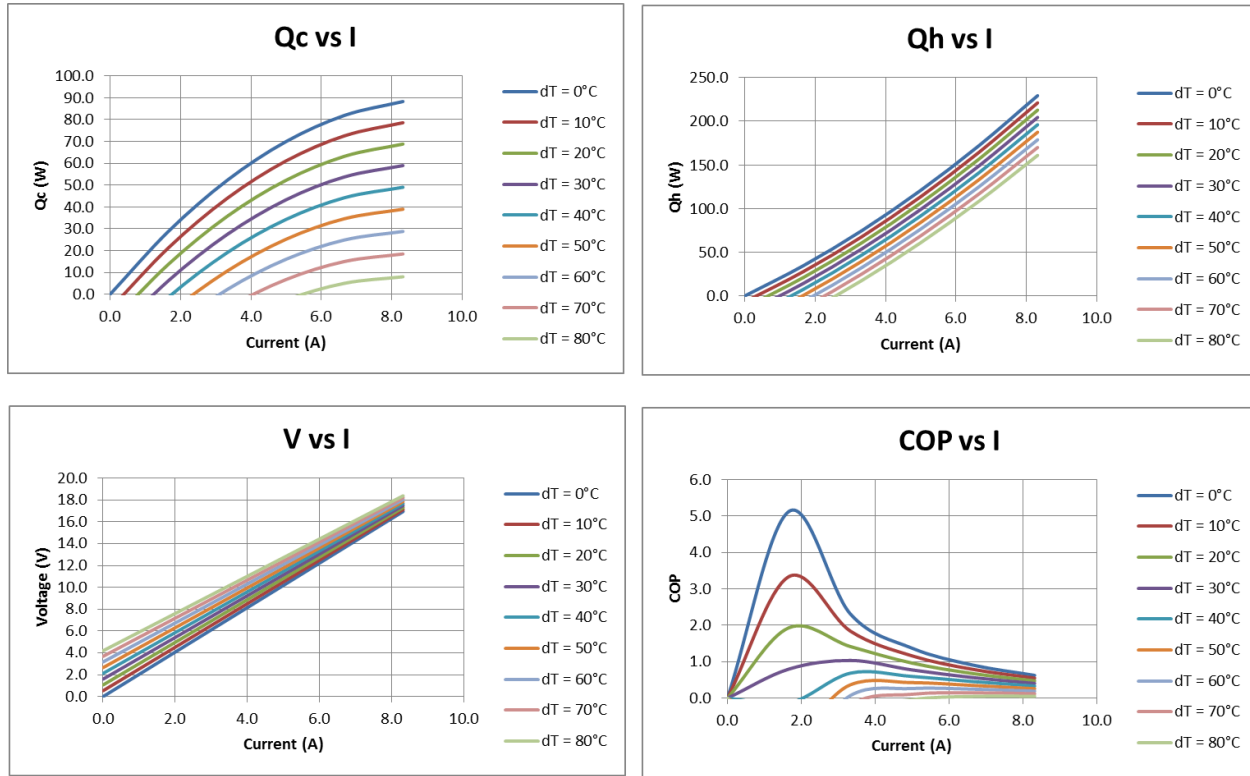 Qc vs I
100.0
90.0
80.0
70.0
60.0
50.0
40.0
30.0
20.0
10.0
0.0
Qc (W)
0.0 2.0 4.0 6.0 8.0 10.0
Current (A)
dT = 0°C
dT = 10°C
dT = 20°C
dT = 30°C
dT = 40°C
dT = 50°C
dT = 60°C
dT = 70°C
dT = 80°C
Qh vs I
250.0
200.0
150.0
100.0
50.0
0.0
Qh (W)
0.0 2.0 4.0 6.0 8.0 10.0
Current (A)
dT = 0°C
dT = 10°C
dT = 20°C
dT = 30°C
dT = 40°C
dT = 50°C
dT = 60°C
dT = 70°C
dT = 80°C
V vs I
20.0
18.0
16.0
14.0
12.0
10.0
8.0
6.0
4.0
2.0
0.0
Voltage (V)
0.0 2.0 4.0 6.0 8.0 10.0
Current (A)
dT = 0°C
dT = 10°C
dT = 20°C
dT = 30°C
dT = 40°C
dT = 50°C
dT = 60°C
dT = 70°C
dT = 80°C
COP vs I
6.0
5.0
4.0
3.0
2.0
1.0
0.0
COP
0.0 2.0 4.0 6.0 8.0 10.0
Current (A)
dT = 0°C
dT = 10°C
dT = 20°C
dT = 30°C
dT = 40°C
dT = 50°C
dT = 60°C
dT = 70°C
dT = 80°C